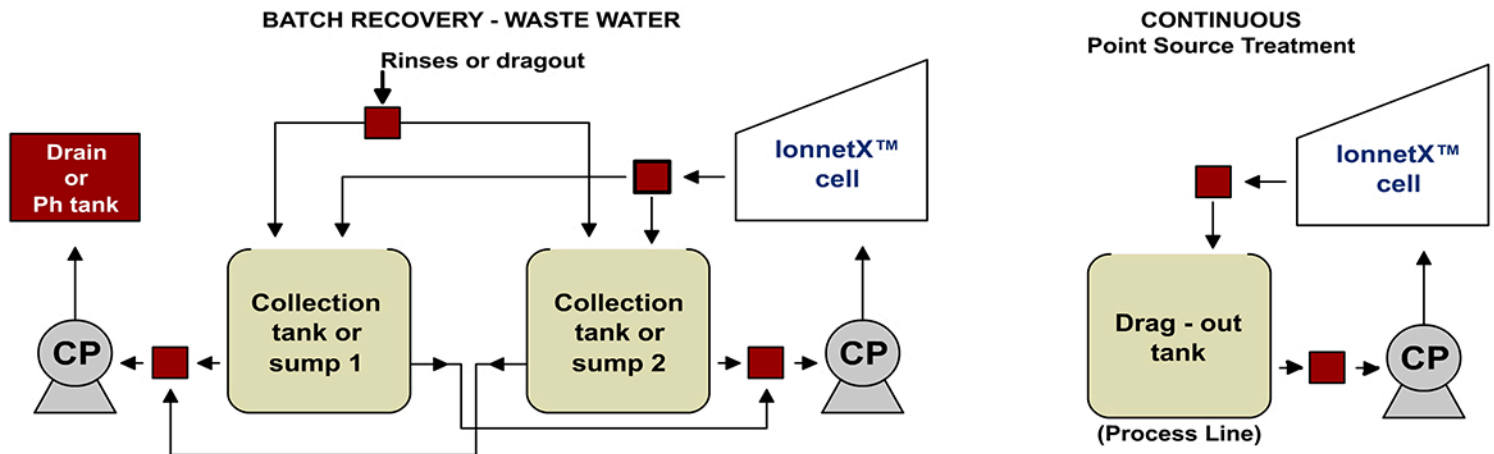 BATCH RECOVERY - WASTE WATER
Rinses or dragout
Drain
or
Ph tank
IonnetX™
cell
Collection
tank or
sump 1
Collection
tank or
sump 2
CP
CP
CONTINUOUS
Point Source Treatment
IonnetX™
cell
Drag - out
tank
CP
(Process Line)